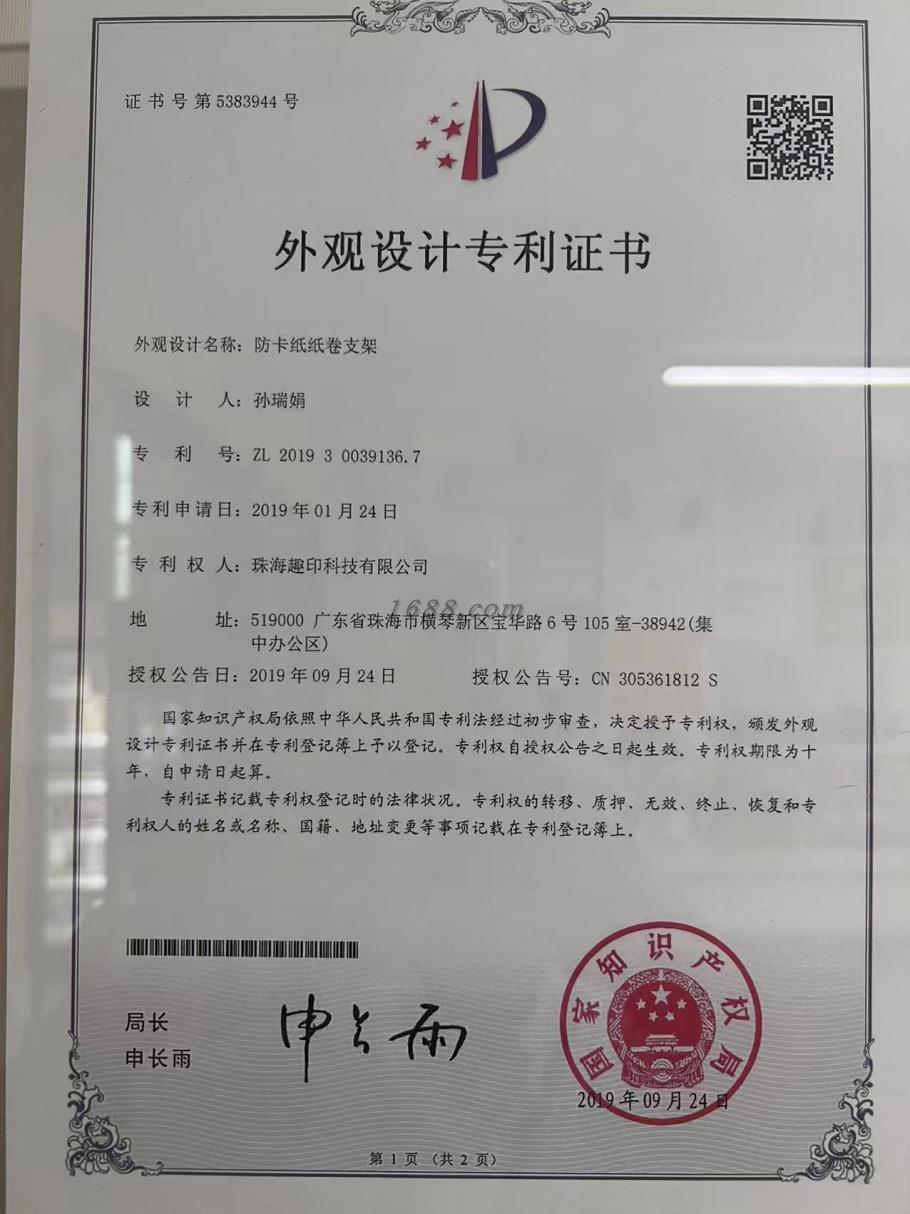 证书号第5383944号
外观设计专利证书
外观设计名称：防卡纸纸卷支架
设计人：孙瑞娟
专利号：ZL 2019 3 0039136.7
专利申请日：2019年01月24日
专利权人：珠海趣印科技有限公司
1688.com
地址：519000 广东省珠海市横琴新区宝华路6号105室-38942(集
中办公区)
授权公告日：2019年09月24日 授权公告号：CN 305361812 S
国家知识产权局依照中华人民共和国专利法经过初步审查，决定授予专利权，颁发外观
设计专利证书并在专利登记簿上予以登记。专利权自授权公告之日起生效。专利权期限为十
年，自申请日起算。
专利证书记载专利权登记时的法律状况。专利权的转移、质押、无效、终止、恢复和专
利权人的姓名或名称、国籍、地址变更等事项记载在专利登记簿上。
局长
申长雨
申长雨
国家知识产权局
2019年09月24日
第1页（共2页）